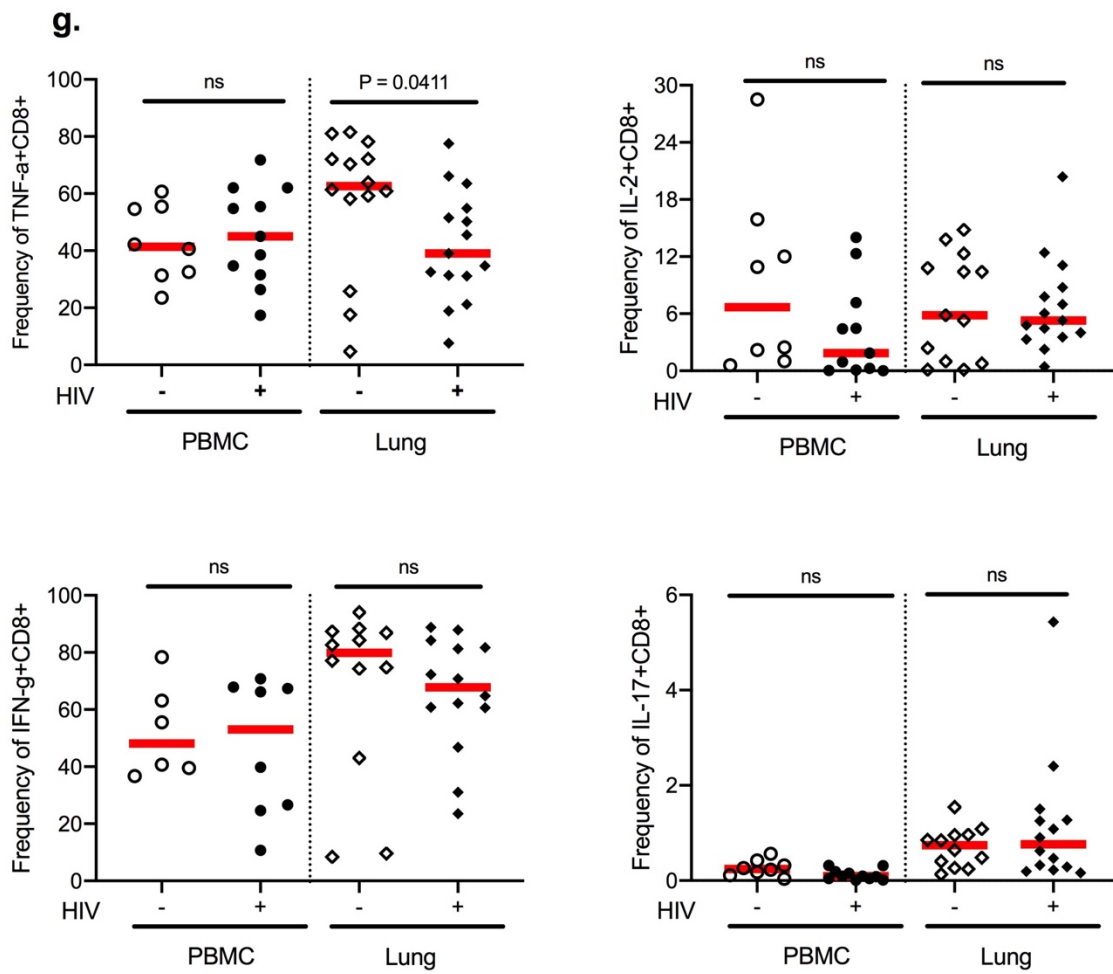 g.
Frequency of TNF-a+CD8+
100
80
60
40
20
0
ns
P = 0.0411
HIV
- + - +
PBMC Lung
Frequency of IL-2+CD8+
30
24
18
12
6
0
ns
ns
HIV
- + - +
PBMC Lung
Frequency of IFN-g+CD8+
100
80
60
40
20
0
ns
ns
HIV
- + - +
PBMC Lung
Frequency of IL-17+CD8+
6
4
2
0
ns
ns
HIV
- + - +
PBMC Lung